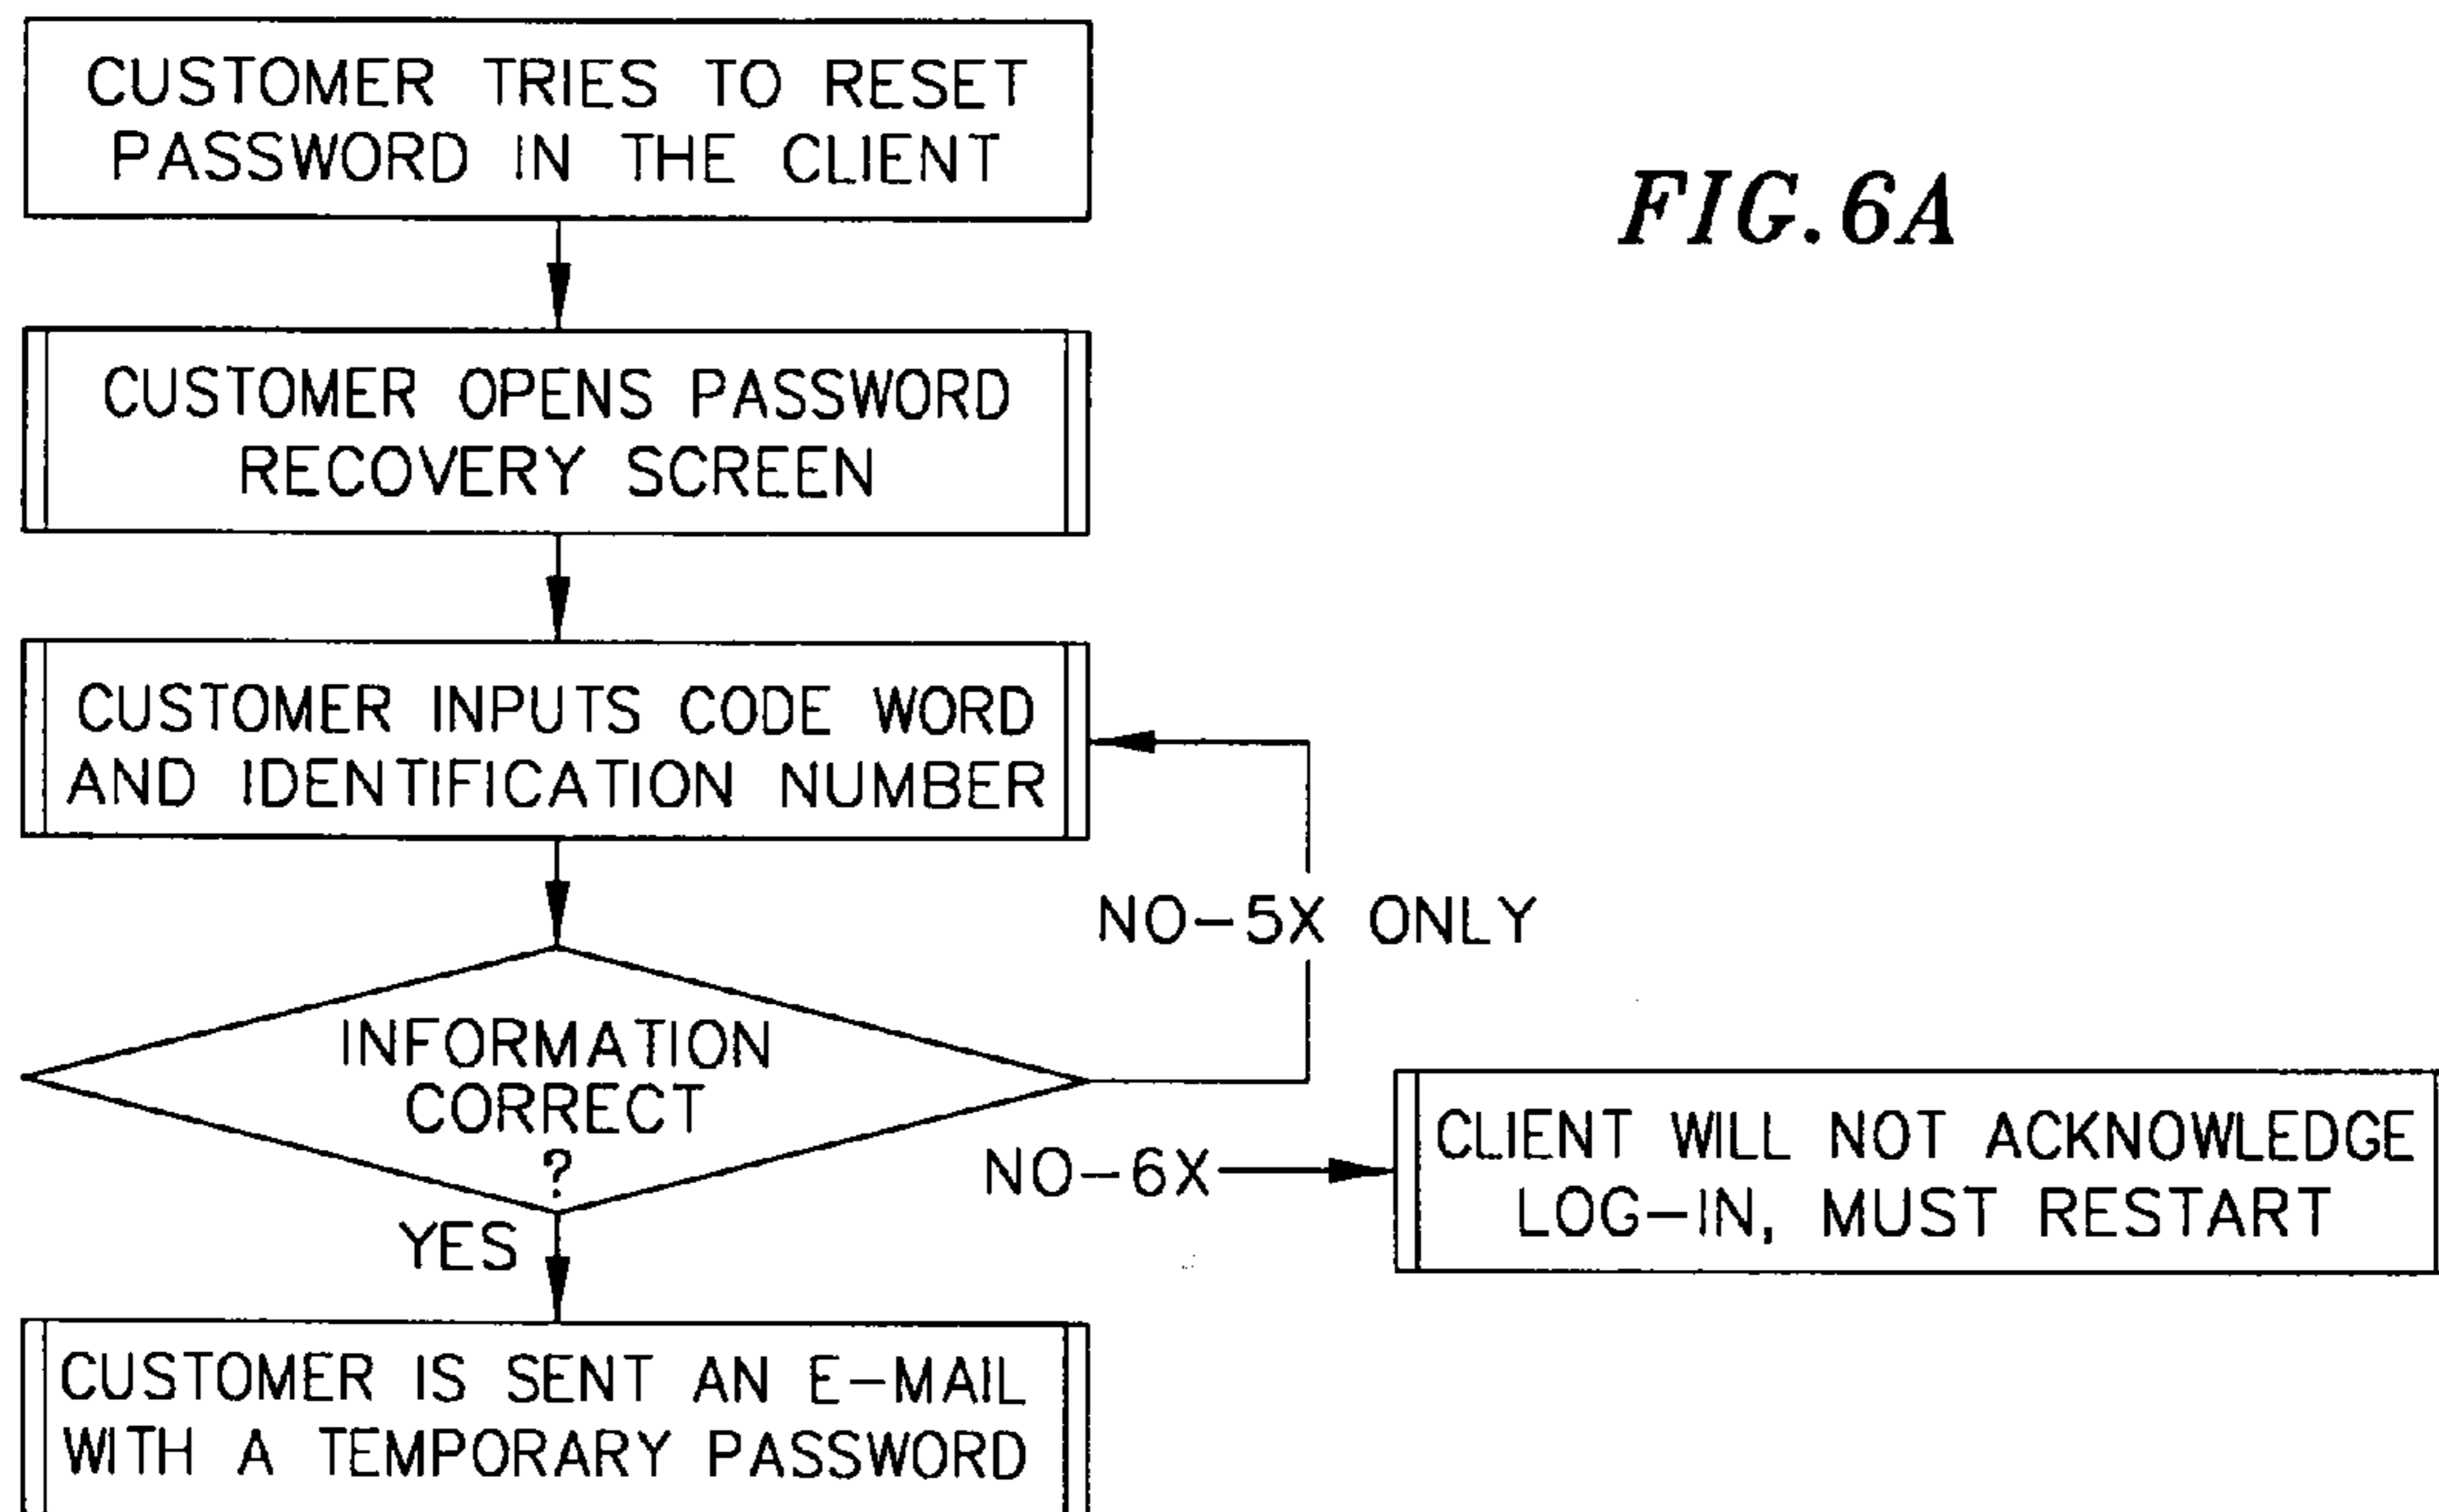 CUSTOMER TRIES TO RESET
PASSWORD IN THE CLIENT
FIG.6A
CUSTOMER OPENS PASSWORD
RECOVERY SCREEN
CUSTOMER INPUTS CODE WORD
AND IDENTIFICATION NUMBER
NO-5X ONLY
INFORMATION
CORRECT
?
NO-6X
CLIENT WILL NOT ACKNOWLEDGE
LOG-IN, MUST RESTART
YES
CUSTOMER IS SENT AN E-MAIL
WITH A TEMPORARY PASSWORD